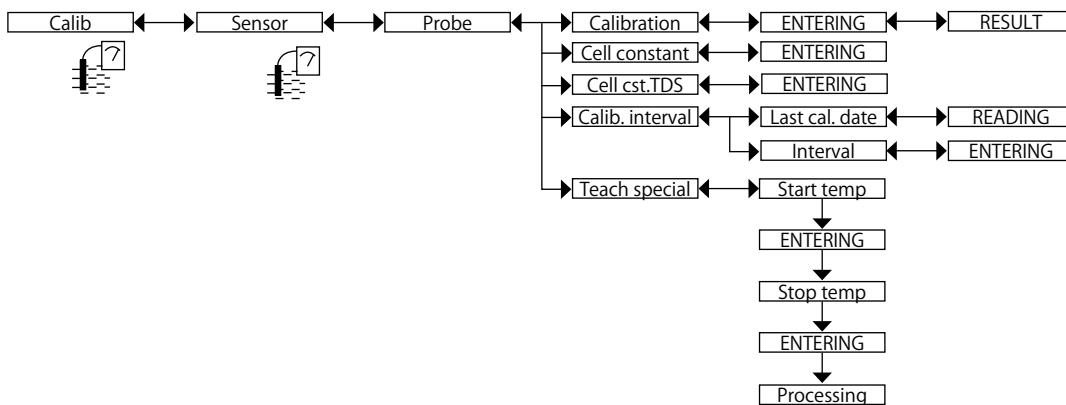 Calib Sensor Probe Calibration ENTERING RESULT
Cell constant ENTERING
Cell cst.TDS ENTERING
Calib. interval Last cal. date READING
Interval ENTERING
Teach special Start temp
ENTERING
Stop temp
ENTERING
Processing